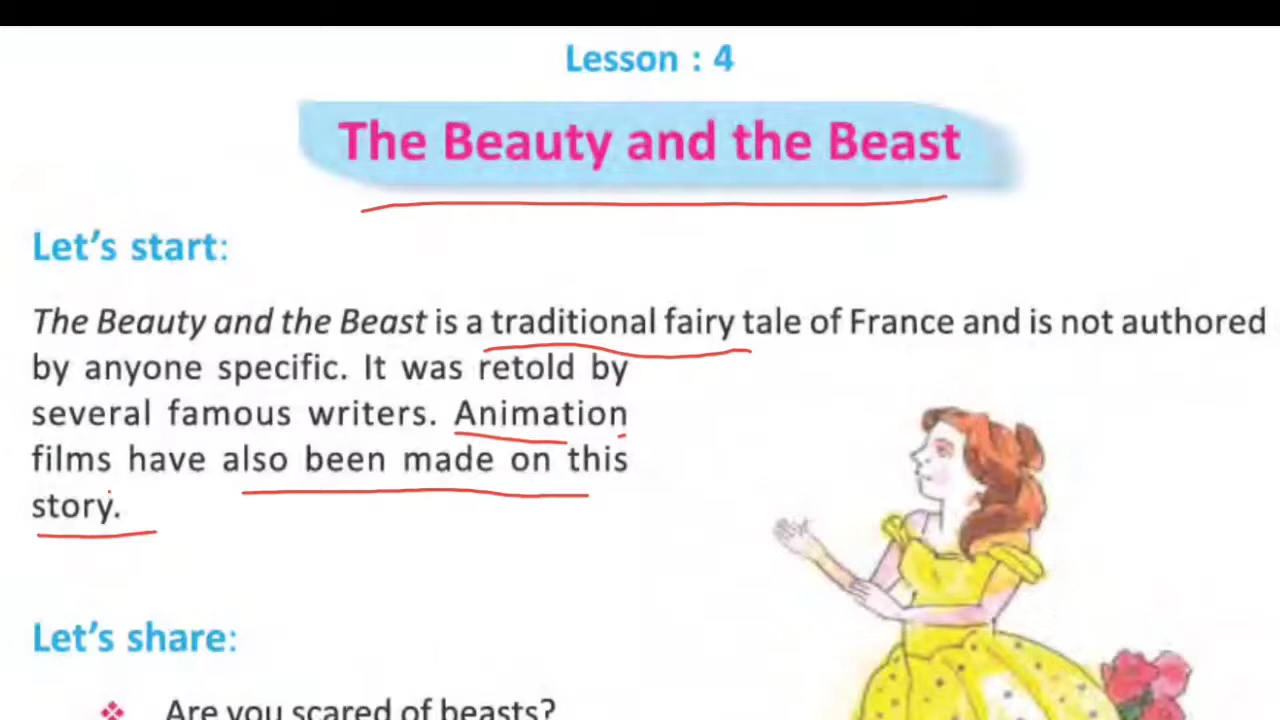 Lesson : 4
The Beauty and the Beast
Let's start:
The Beauty and the Beast is a traditional fairy tale of France and is not authored
by anyone specific. It was retold by
several famous writers. Animation
films have also been made on this
story.
Let's share:
❖ Are you scared of beasts?